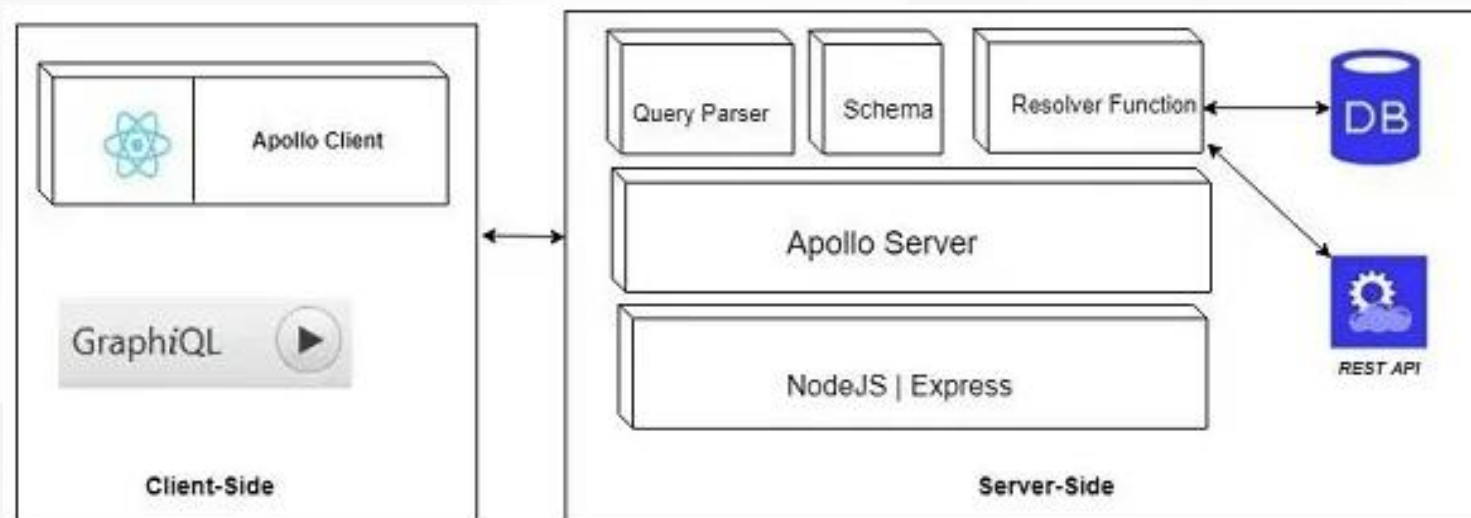 Apollo Client
GraphiQL
Client-Side
Query Parser
Schema
Resolver Function
DB
Apollo Server
REST API
NodeJS | Express
Server-Side